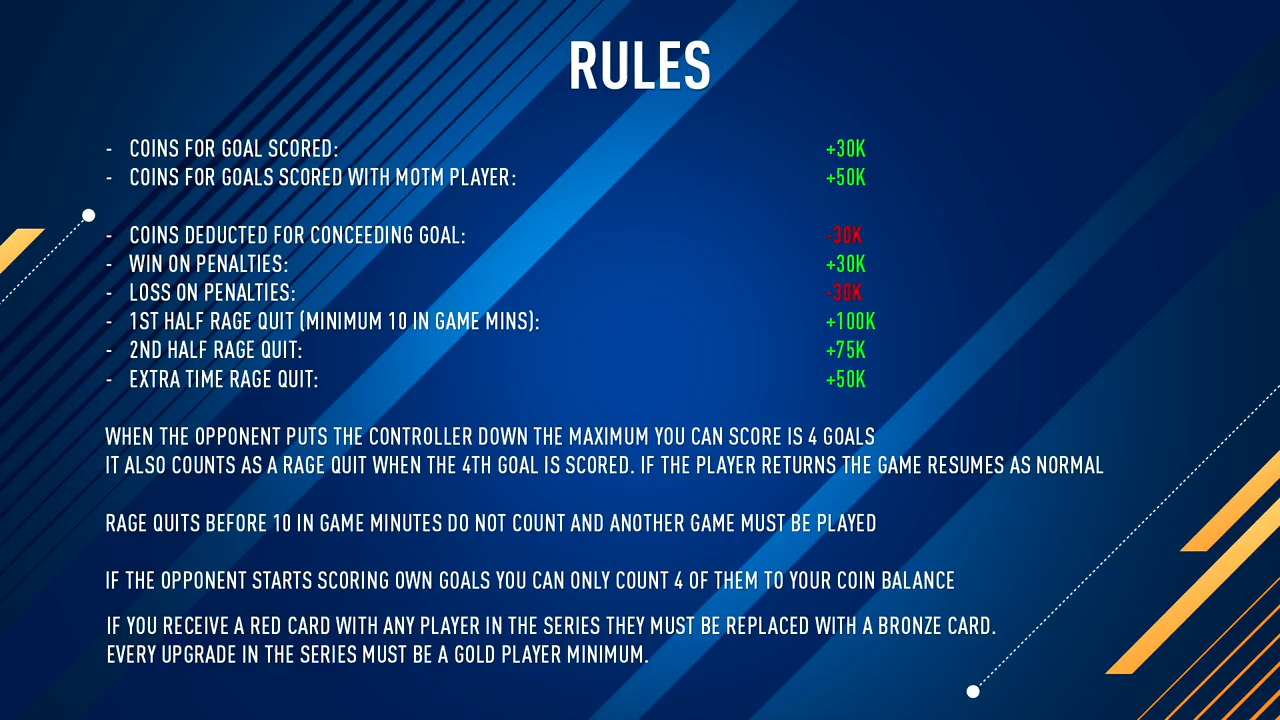 RULES
- COINS FOR GOAL SCORED: +30K
- COINS FOR GOALS SCORED WITH MOTM PLAYER: +50K
- COINS DEDUCTED FOR CONCEEDING GOAL: -30K
- WIN ON PENALTIES: +30K
- LOSS ON PENALTIES: -30K
- 1ST HALF RAGE QUIT (MINIMUM 10 IN GAME MINS): +100K
- 2ND HALF RAGE QUIT: +75K
- EXTRA TIME RAGE QUIT: +50K
WHEN THE OPPONENT PUTS THE CONTROLLER DOWN THE MAXIMUM YOU CAN SCORE IS 4 GOALS
IT ALSO COUNTS AS A RAGE QUIT WHEN THE 4TH GOAL IS SCORED. IF THE PLAYER RETURNS THE GAME RESUMES AS NORMAL
RAGE QUITS BEFORE 10 IN GAME MINUTES DO NOT COUNT AND ANOTHER GAME MUST BE PLAYED
IF THE OPPONENT STARTS SCORING OWN GOALS YOU CAN ONLY COUNT 4 OF THEM TO YOUR COIN BALANCE
IF YOU RECEIVE A RED CARD WITH ANY PLAYER IN THE SERIES THEY MUST BE REPLACED WITH A BRONZE CARD.
EVERY UPGRADE IN THE SERIES MUST BE A GOLD PLAYER MINIMUM.